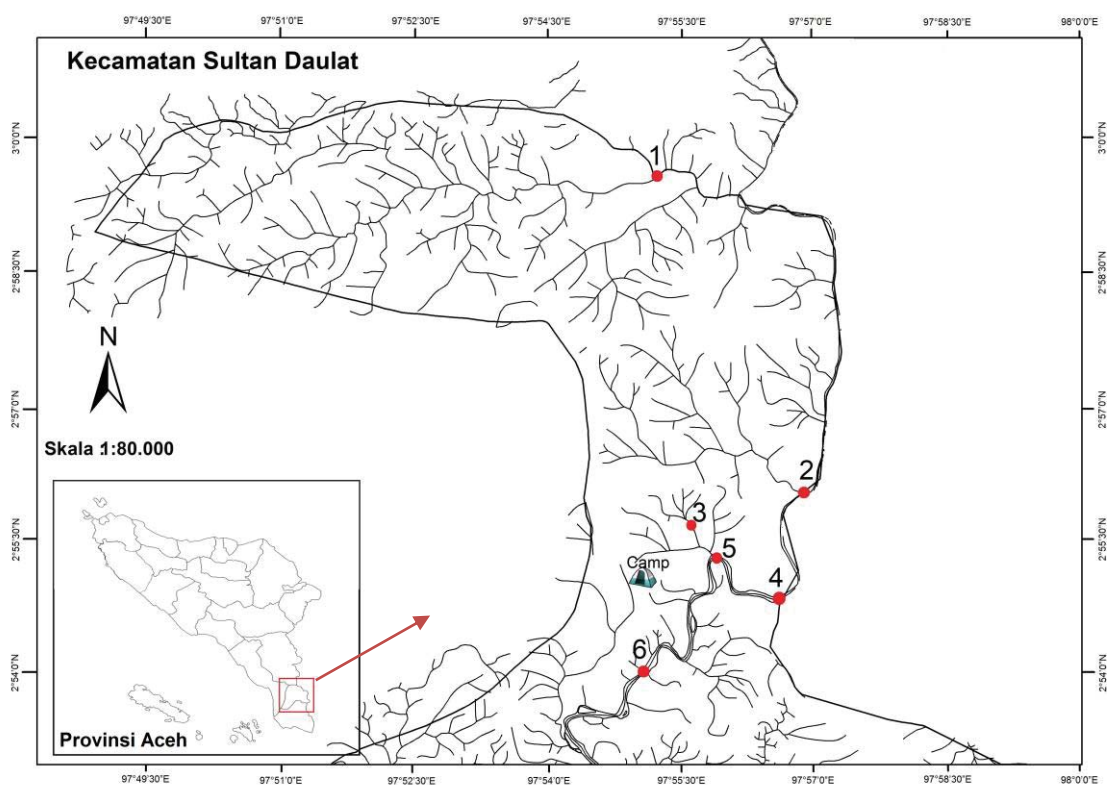 97°49'30"E 97°51'0"E 97°52'30"E 97°54'0"E 97°55'30"E 97°57'0"E 97°58'30"E 98°0'0"E
Kecamatan Sultan Daulat
3°0'0"N
3°0'0"N
1
2°58'30"N
2°58'30"N
N
2°57'0"N
2°57'0"N
Skala 1:80.000
2
3
2°55'30"N
2°55'30"N
5
Camp
4
6
2°54'0"N
2°54'0"N
Provinsi Aceh
97°49'30"E 97°51'0"E 97°52'30"E 97°54'0"E 97°55'30"E 97°57'0"E 97°58'30"E 98°0'0"E